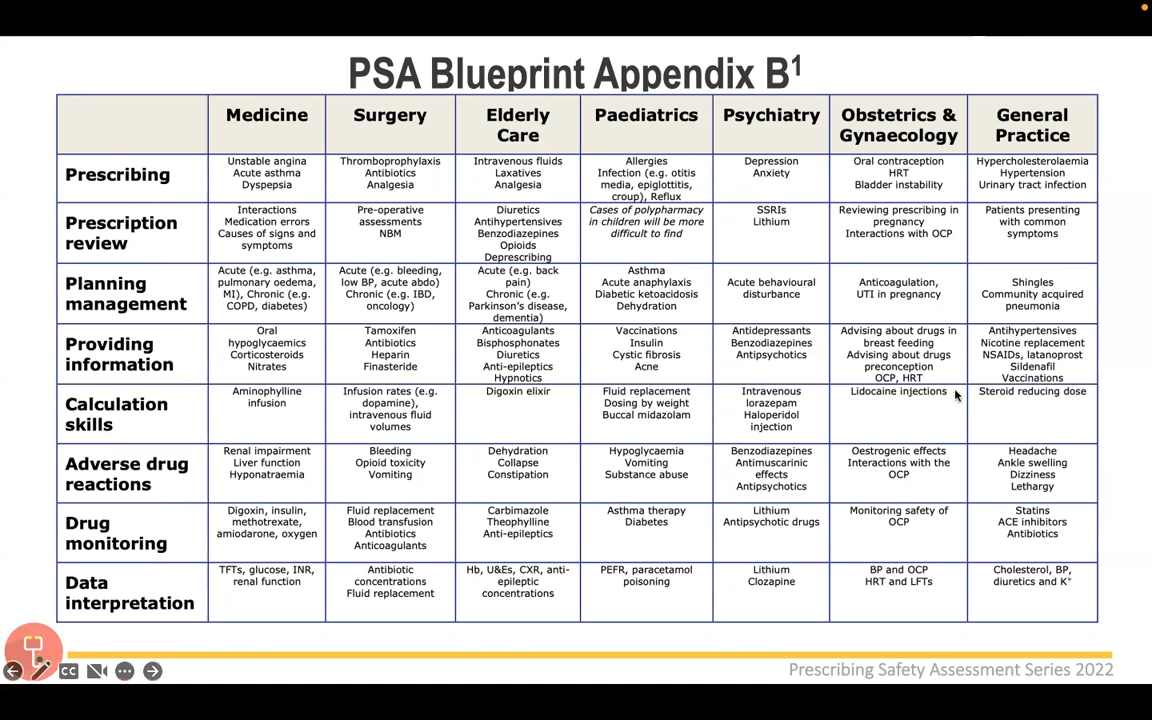 PSA Blueprint Appendix B1
Medicine
Surgery
Elderly
Care
Paediatrics
Psychiatry
Obstetrics &
Gynaecology
General
Practice
Prescribing
Unstable angina
Acute asthma
Dyspepsia
Thromboprophylaxis
Antibiotics
Analgesia
Intravenous fluids
Laxatives
Analgesia
Allergies
Infection (e.g. otitis
media, epiglottitis,
croup), Reflux
Depression
Anxiety
Oral contraception
HRT
Bladder instability
Hypercholesterolaemia
Hypertension
Urinary tract infection
Prescription
review
Interactions
Medication errors
Causes of signs and
symptoms
Pre-operative
assessments
NBM
Diuretics
Antihypertensives
Benzodiazepines
Opioids
Deprescribing
Cases of polypharmacy
in children will be more
difficult to find
SSRIs
Lithium
Reviewing prescribing in
pregnancy
Interactions with OCP
Patients presenting
with common
symptoms
Planning
management
Acute (e.g. asthma,
pulmonary oedema,
MI), Chronic (e.g.
COPD, diabetes)
Acute (e.g. bleeding,
low BP, acute abdo)
Chronic (e.g. IBD,
oncology)
Acute (e.g. back
pain)
Chronic (e.g.
Parkinson's disease,
dementia)
Asthma
Acute anaphylaxis
Diabetic ketoacidosis
Dehydration
Acute behavioural
disturbance
Anticoagulation,
UTI in pregnancy
Shingles
Community acquired
pneumonia
Providing
information
Oral
hypoglycaemics
Corticosteroids
Nitrates
Tamoxifen
Antibiotics
Heparin
Finasteride
Anticoagulants
Bisphosphonates
Diuretics
Anti-epileptics
Hypnotics
Vaccinations
Insulin
Cystic fibrosis
Acne
Antidepressants
Benzodiazepines
Antipsychotics
Advising about drugs in
breast feeding
Advising about drugs
preconception
OCP, HRT
Antihypertensives
Nicotine replacement
NSAIDs, latanoprost
Sildenafil
Vaccinations
Calculation
skills
Aminophylline
infusion
Infusion rates (e.g.
dopamine),
intravenous fluid
volumes
Digoxin elixir
Fluid replacement
Dosing by weight
Buccal midazolam
Intravenous
lorazepam
Haloperidol
injection
Lidocaine injections
Steroid reducing dose
Adverse drug
reactions
Renal impairment
Liver function
Hyponatraemia
Bleeding
Opioid toxicity
Vomiting
Dehydration
Collapse
Constipation
Hypoglycaemia
Vomiting
Substance abuse
Benzodiazepines
Antimuscarinic
effects
Antipsychotics
Oestrogenic effects
Interactions with the
OCP
Headache
Ankle swelling
Dizziness
Lethargy
Drug
monitoring
Digoxin, insulin,
methotrexate,
amiodarone, oxygen
Fluid replacement
Blood transfusion
Antibiotics
Anticoagulants
Carbimazole
Theophylline
Anti-epileptics
Asthma therapy
Diabetes
Lithium
Antipsychotic drugs
Monitoring safety of
OCP
Statins
ACE inhibitors
Antibiotics
Data
interpretation
TFTs, glucose, INR,
renal function
Antibiotic
concentrations
Fluid replacement
Hb, U&Es, CXR, anti-
epileptic
concentrations
PEFR, paracetamol
poisoning
Lithium
Clozapine
BP and OCP
HRT and LFTs
Cholesterol, BP,
diuretics and K+
CC
Prescribing Safety Assessment Series 2022